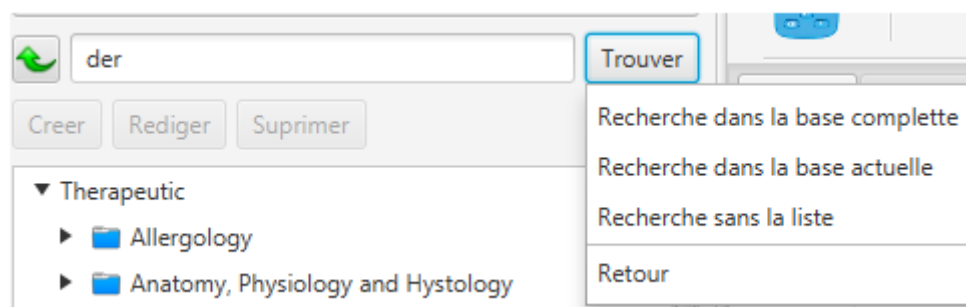 der
Trouver
Creer
Rediger
Suprimer
Recherche dans la base complette
Recherche dans la base actuelle
Recherche sans la liste
Retour
Therapeutic
Allergology
Anatomy, Physiology and Hystology